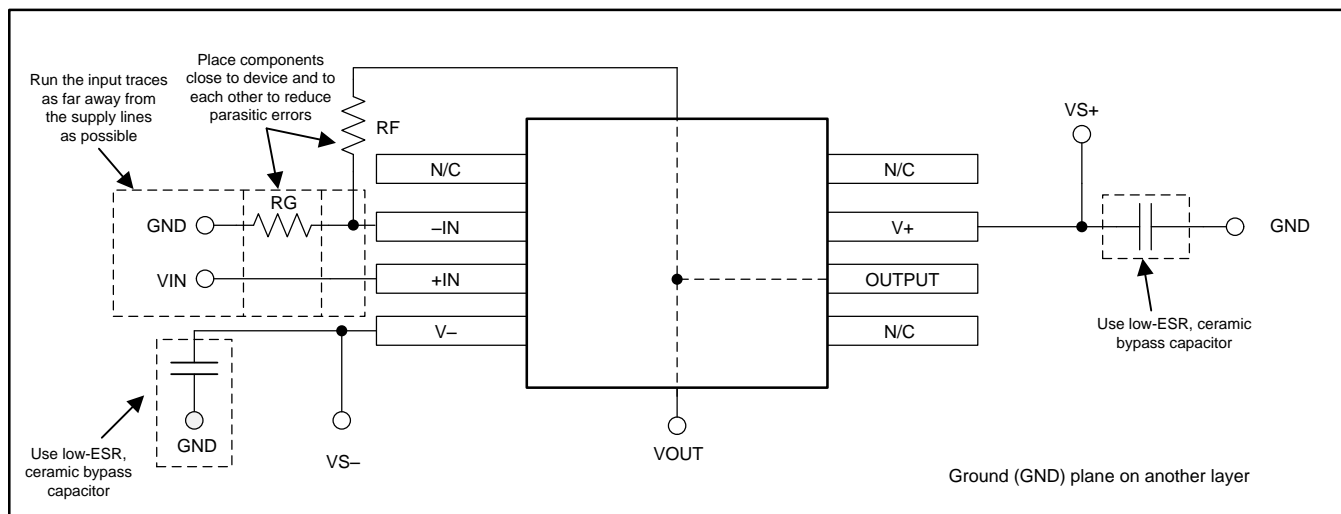 Place components
close to device and to
each other to reduce
parasitic errors
Run the input traces
as far away from
the supply lines
as possible
RF
VS+
N/C
N/C
RG
GND
–IN
V+
GND
VIN
+IN
OUTPUT
V–
N/C
Use low-ESR, ceramic
bypass capacitor
GND
Use low-ESR,
ceramic bypass
capacitor
VS–
VOUT
Ground (GND) plane on another layer